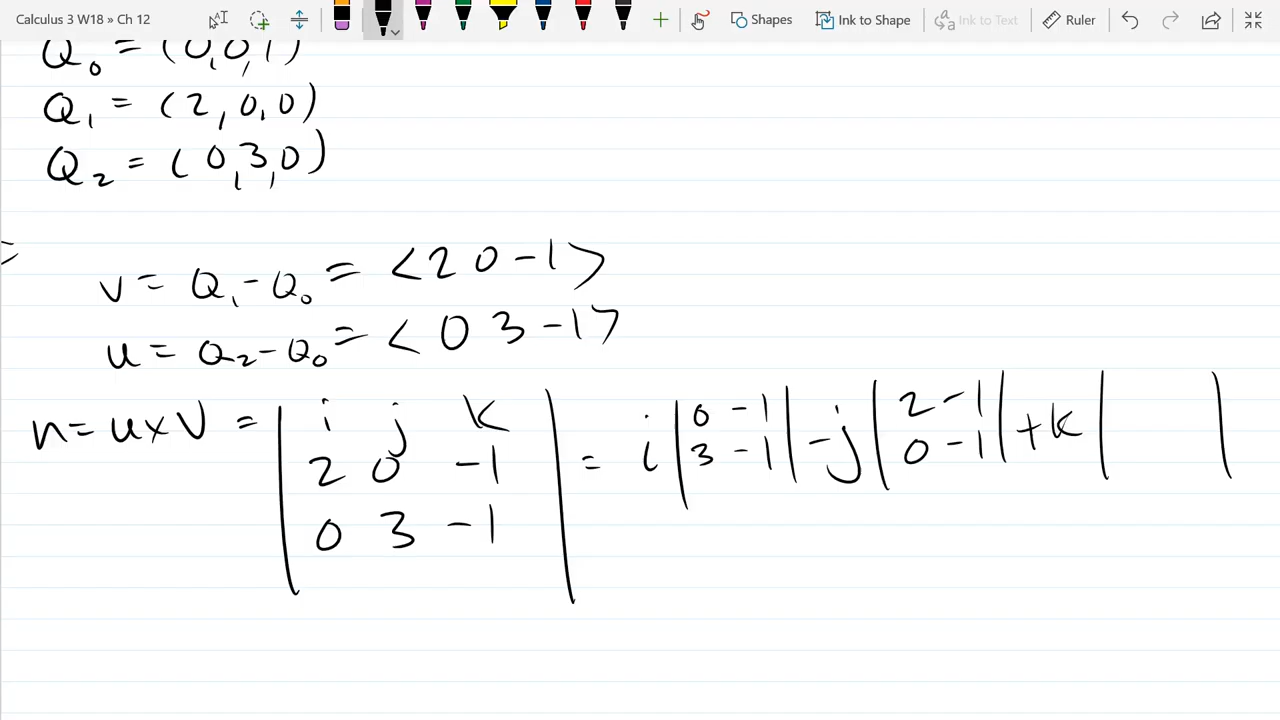 Calculus 3 W18 » Ch 12
Shapes
Ink to Shape
Ink to Text
Ruler
Q₀ = (0,0,1)
Q₁ = (2,0,0)
Q₂ = (0,3,0)
=
v = Q₁ - Q₀ = <2 0 -1>
u = Q₂ - Q₀ = <0 3 -1>
n = u x v = | i j k | = i | 0 -1 | - j | 2 -1 | + k | |
2 0 -1 3 -1 0 -1
0 3 -1